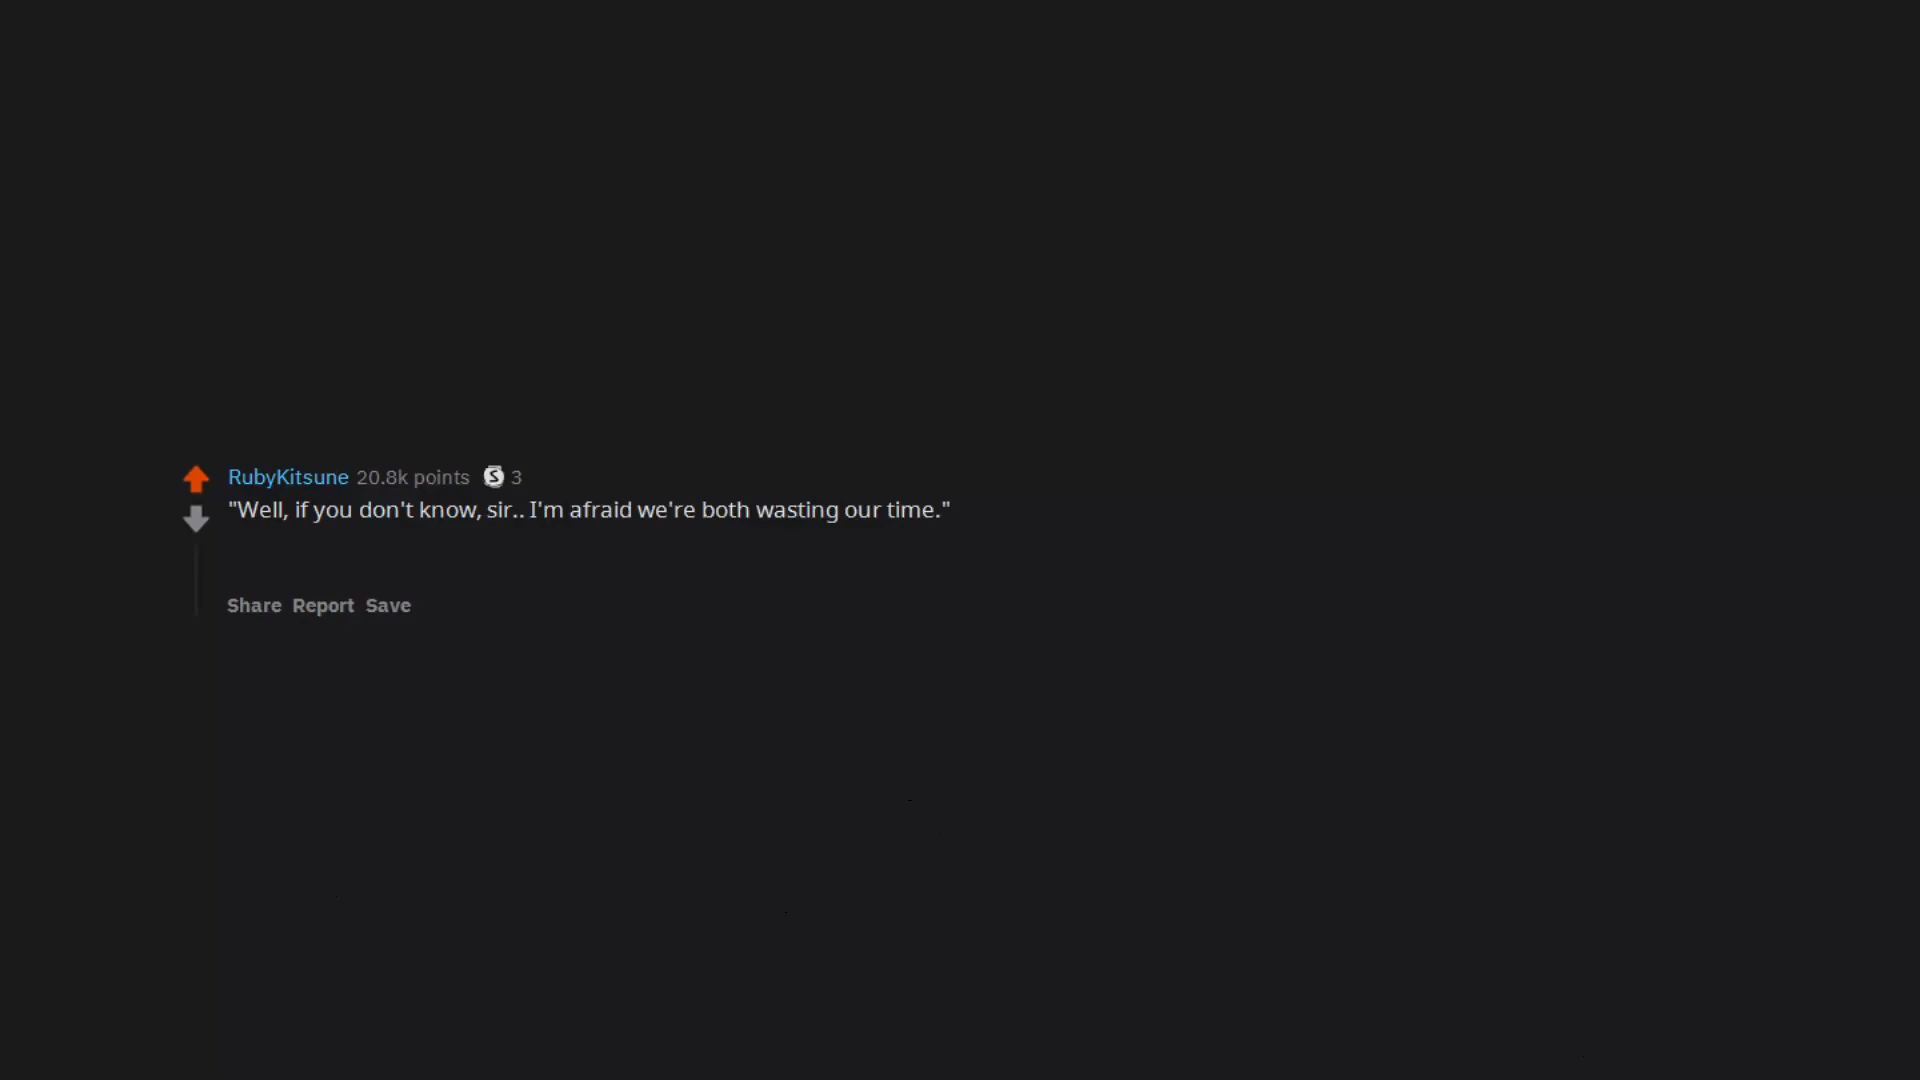 RubyKitsune 20.8k points S 3
"Well, if you don't know, sir.. I'm afraid we're both wasting our time."
Share Report Save